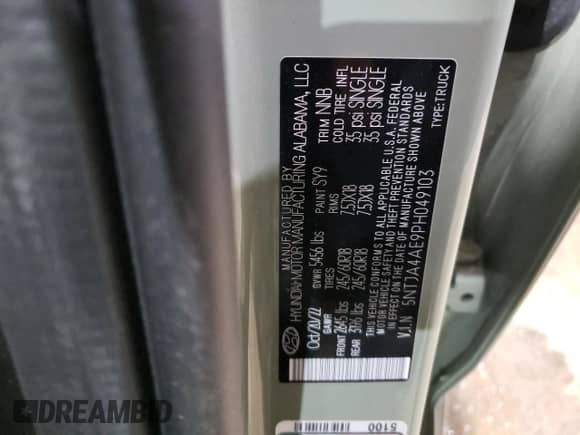 MANUFACTURED BY
HYUNDAI MOTOR MANUFACTURING ALABAMA, LLC
Oct/20/22 GVWR 5456 lbs PAINT SY9 TRIM NNB
GAWR TIRES RIMS COLD TIRE INFL
FRONT 2645 lbs 245/60R18 7.5JX18 35 psi SINGLE
REAR 3086 lbs 245/60R18 7.5JX18 35 psi SINGLE
THIS VEHICLE CONFORMS TO ALL APPLICABLE U.S.A. FEDERAL
MOTOR VEHICLE SAFETY AND THEFT PREVENTION STANDARDS
IN EFFECT ON THE DATE OF MANUFACTURE SHOWN ABOVE
V.I.N 5NTJA4AE9PH049103 TYPE:TRUCK
5100
DREAMBID